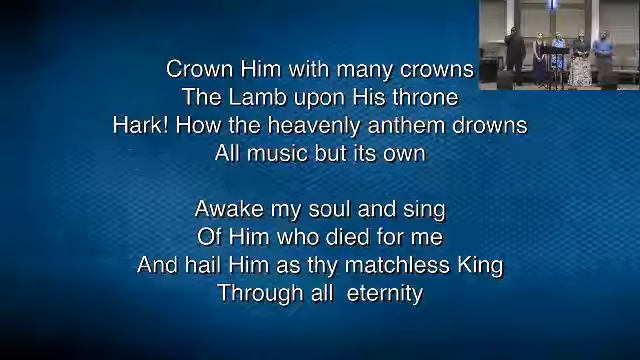 Crown Him with many crowns
The Lamb upon His throne
Hark! How the heavenly anthem drowns
All music but its own
Awake my soul and sing
Of Him who died for me
And hail Him as thy matchless King
Through all  eternity